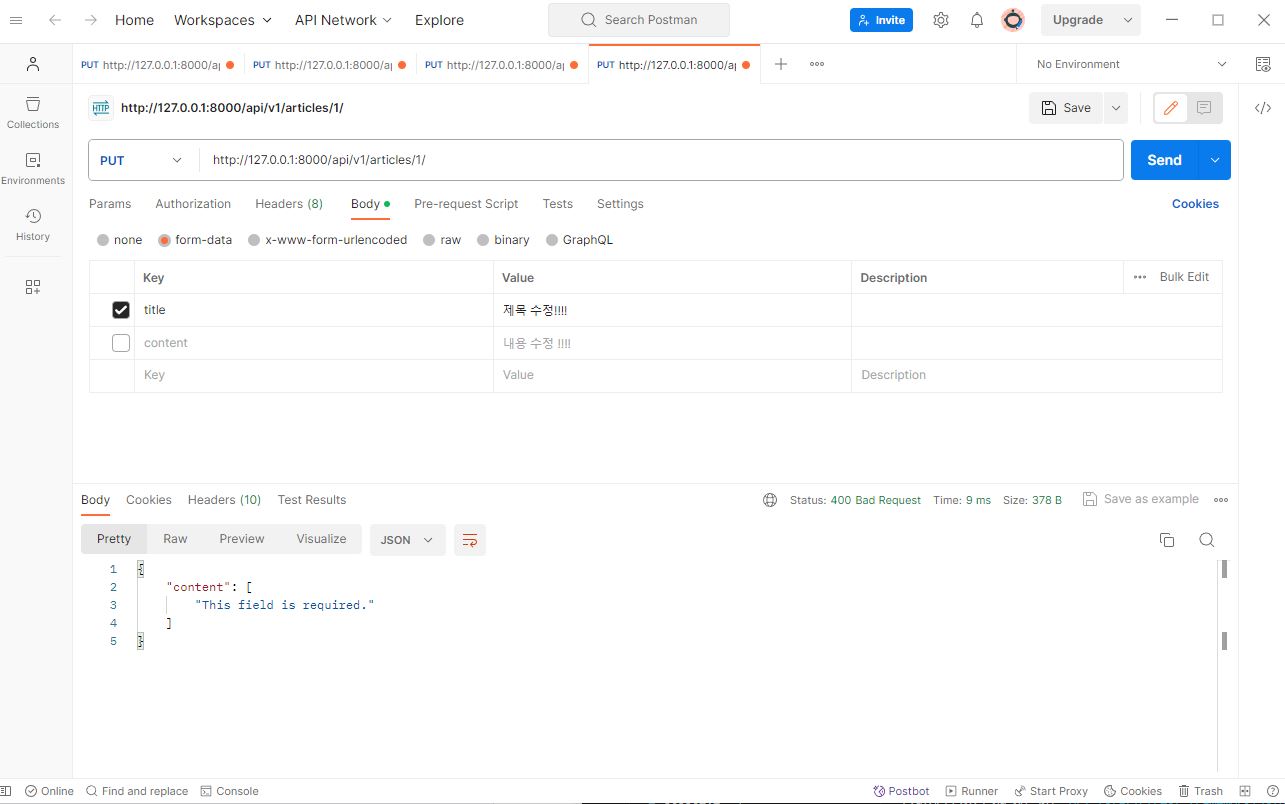 Home Workspaces API Network Explore Search Postman Invite Upgrade
PUT http://127.0.0.1:8000/a PUT http://127.0.0.1:8000/a PUT http://127.0.0.1:8000/a PUT http://127.0.0.1:8000/a No Environment
HTTP http://127.0.0.1:8000/api/v1/articles/1/ Save
Collections
PUT http://127.0.0.1:8000/api/v1/articles/1/ Send
Environments
Params Authorization Headers (8) Body Pre-request Script Tests Settings Cookies
History
none form-data x-www-form-urlencoded raw binary GraphQL
Key Value Description Bulk Edit
title 제목 수정!!!!
content 내용 수정 !!!!
Key Value Description
Body Cookies Headers (10) Test Results Status: 400 Bad Request Time: 9 ms Size: 378 B Save as example
Pretty Raw Preview Visualize JSON
1 {
2 "content": [
3 "This field is required."
4 ]
5 }
Online Find and replace Console Postbot Runner Start Proxy Cookies Trash